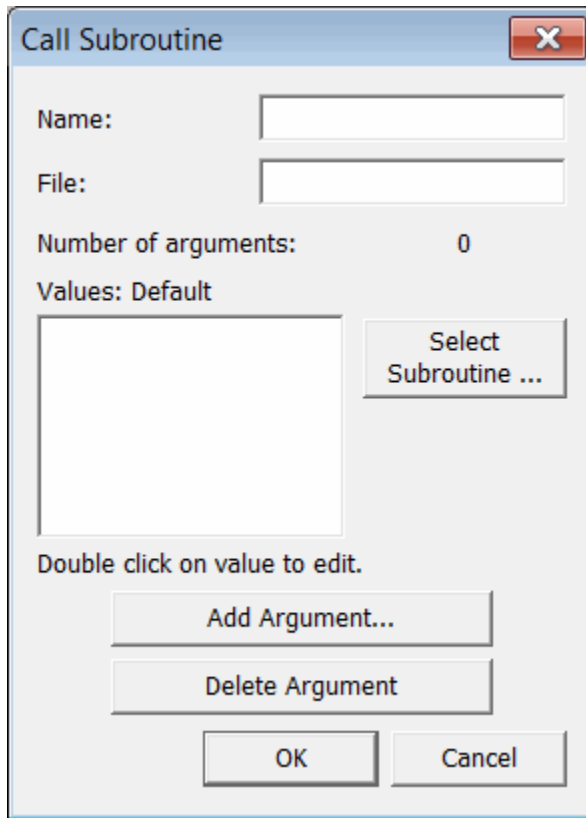 Call Subroutine
Name:
File:
Number of arguments: 0
Values: Default
Select
Subroutine ...
Double click on value to edit.
Add Argument...
Delete Argument
OK Cancel